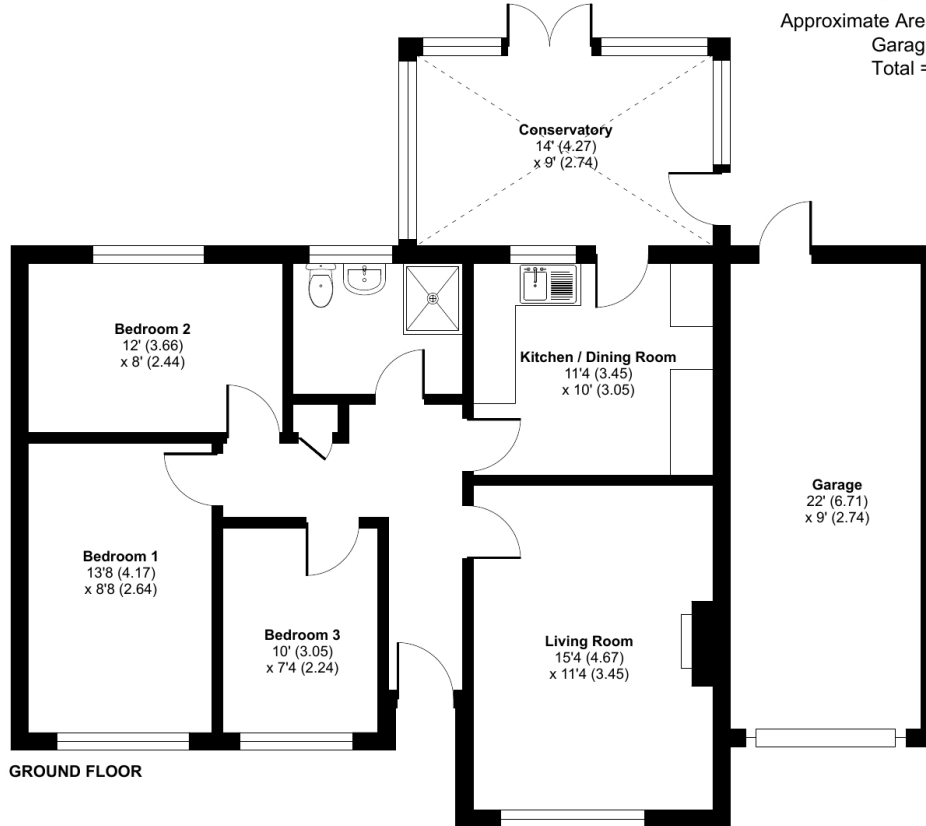 Approximate Are
Garag
Total =
Conservatory
14' (4.27)
x 9' (2.74)
Bedroom 2
12' (3.66)
x 8' (2.44)
Kitchen / Dining Room
11'4 (3.45)
x 10' (3.05)
Garage
22' (6.71)
x 9' (2.74)
Bedroom 1
13'8 (4.17)
x 8'8 (2.64)
Bedroom 3
10' (3.05)
x 7'4 (2.24)
Living Room
15'4 (4.67)
x 11'4 (3.45)
GROUND FLOOR